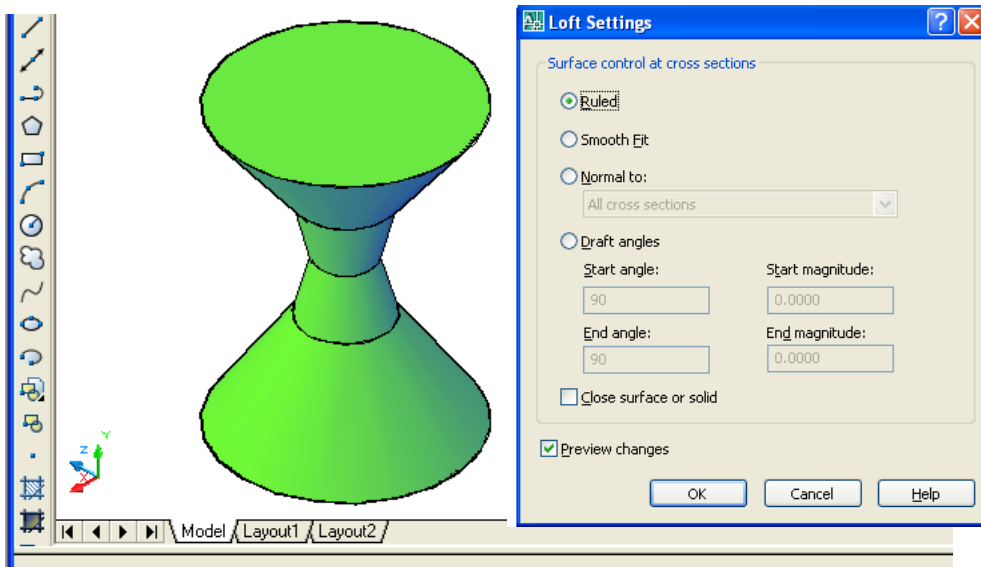 Loft Settings
Surface control at cross sections
Ruled
Smooth Fit
Normal to:
All cross sections
Draft angles
Start angle: Start magnitude:
90 0.0000
End angle: End magnitude:
90 0.0000
Close surface or solid
Preview changes
OK Cancel Help
Z Y
X
Model Layout1 Layout2